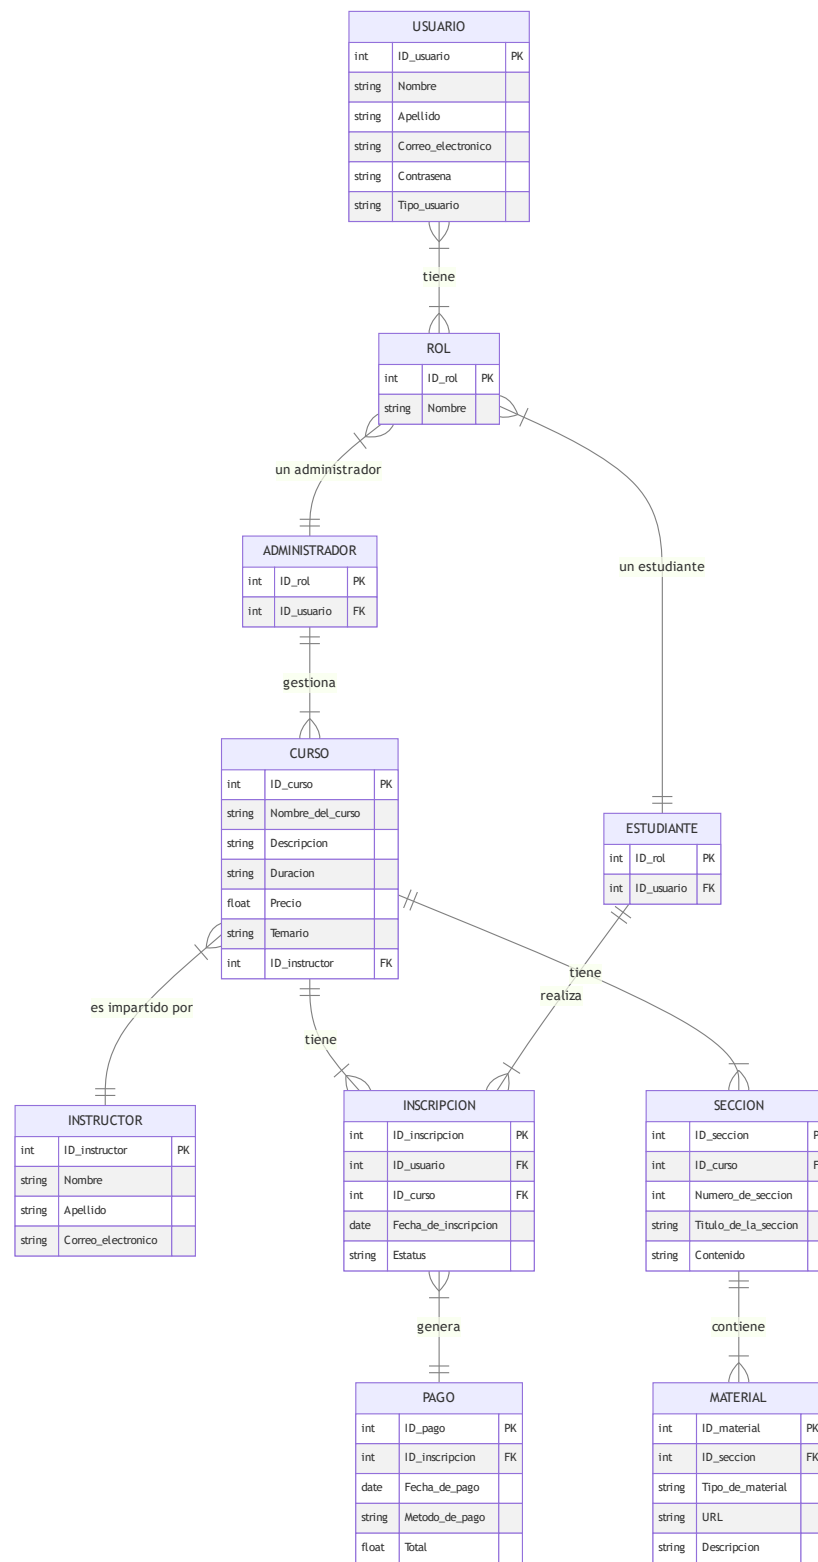 USUARIO
int ID_usuario PK
string Nombre
string Apellido
string Correo_electronico
string Contrasena
string Tipo_usuario
tiene
ROL
int ID_rol PK
string Nombre
un administrador
un estudiante
ADMINISTRADOR
int ID_rol PK
int ID_usuario FK
gestiona
CURSO
int ID_curso PK
string Nombre_del_curso
string Descripcion
string Duracion
float Precio
string Temario
int ID_instructor FK
ESTUDIANTE
int ID_rol PK
int ID_usuario FK
tiene
realiza
es impartido por
tiene
INSTRUCTOR
int ID_instructor PK
string Nombre
string Apellido
string Correo_electronico
INSCRIPCION
int ID_inscripcion PK
int ID_usuario FK
int ID_curso FK
date Fecha_de_inscripcion
string Estatus
SECCION
int ID_seccion P
int ID_curso F
int Numero_de_seccion
string Titulo_de_la_seccion
string Contenido
genera
contiene
PAGO
int ID_pago PK
int ID_inscripcion FK
date Fecha_de_pago
string Metodo_de_pago
float Total
MATERIAL
int ID_material PK
int ID_seccion FK
string Tipo_de_material
string URL
string Descripcion